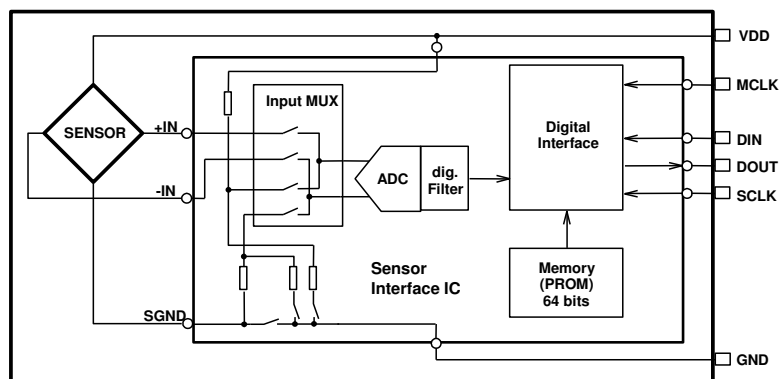 VDD
MCLK
Input MUX
+IN
SENSOR
Digital
Interface
DIN
DOUT
SCLK
ADC
dig.
Filter
-IN
Sensor
Interface IC
Memory
(PROM)
64 bits
SGND
GND